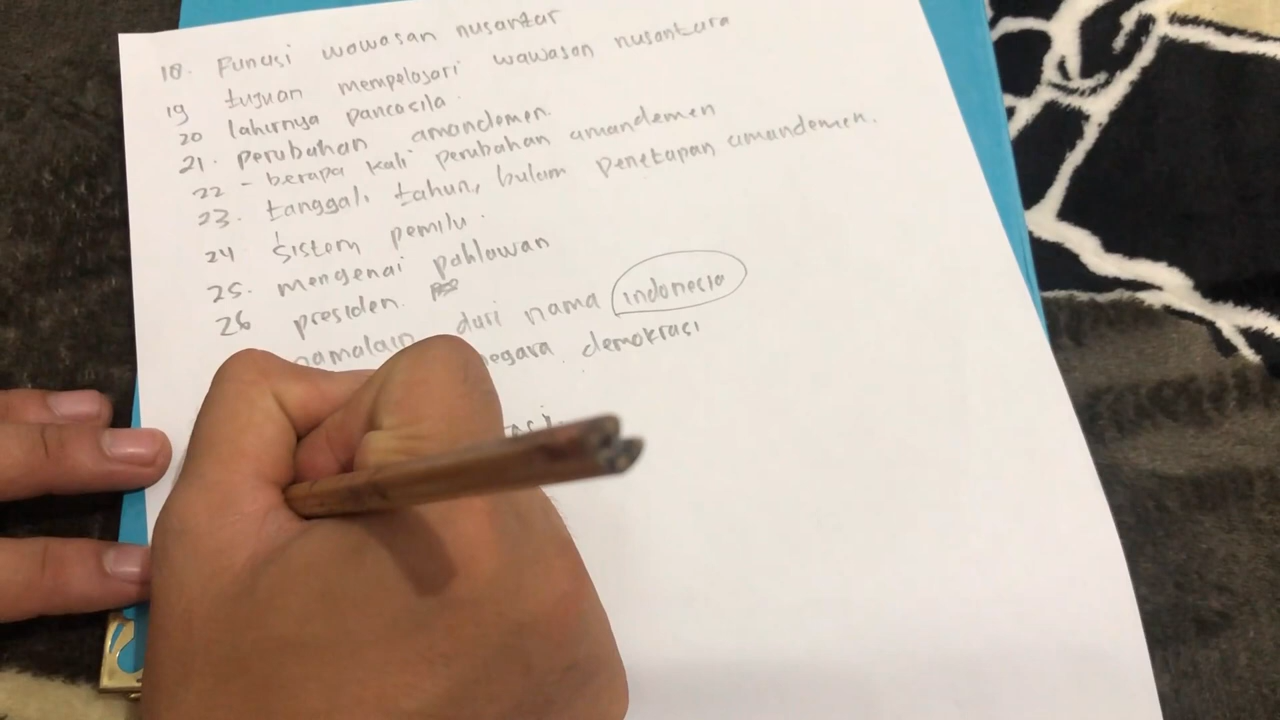 18. Fungsi wawasan nusantar
19 tujuan mempelajari wawasan nusantara
20 lahirnya pancasila.
21. perubahan amandemen.
22 - berapa kali perubahan amandemen
23. tanggal, tahun, bulam penetapan amandemen.
24 sistem pemilu.
25. mengenai pahlawan
26 presiden.
namalain dari nama indonesia
negara demokrasi